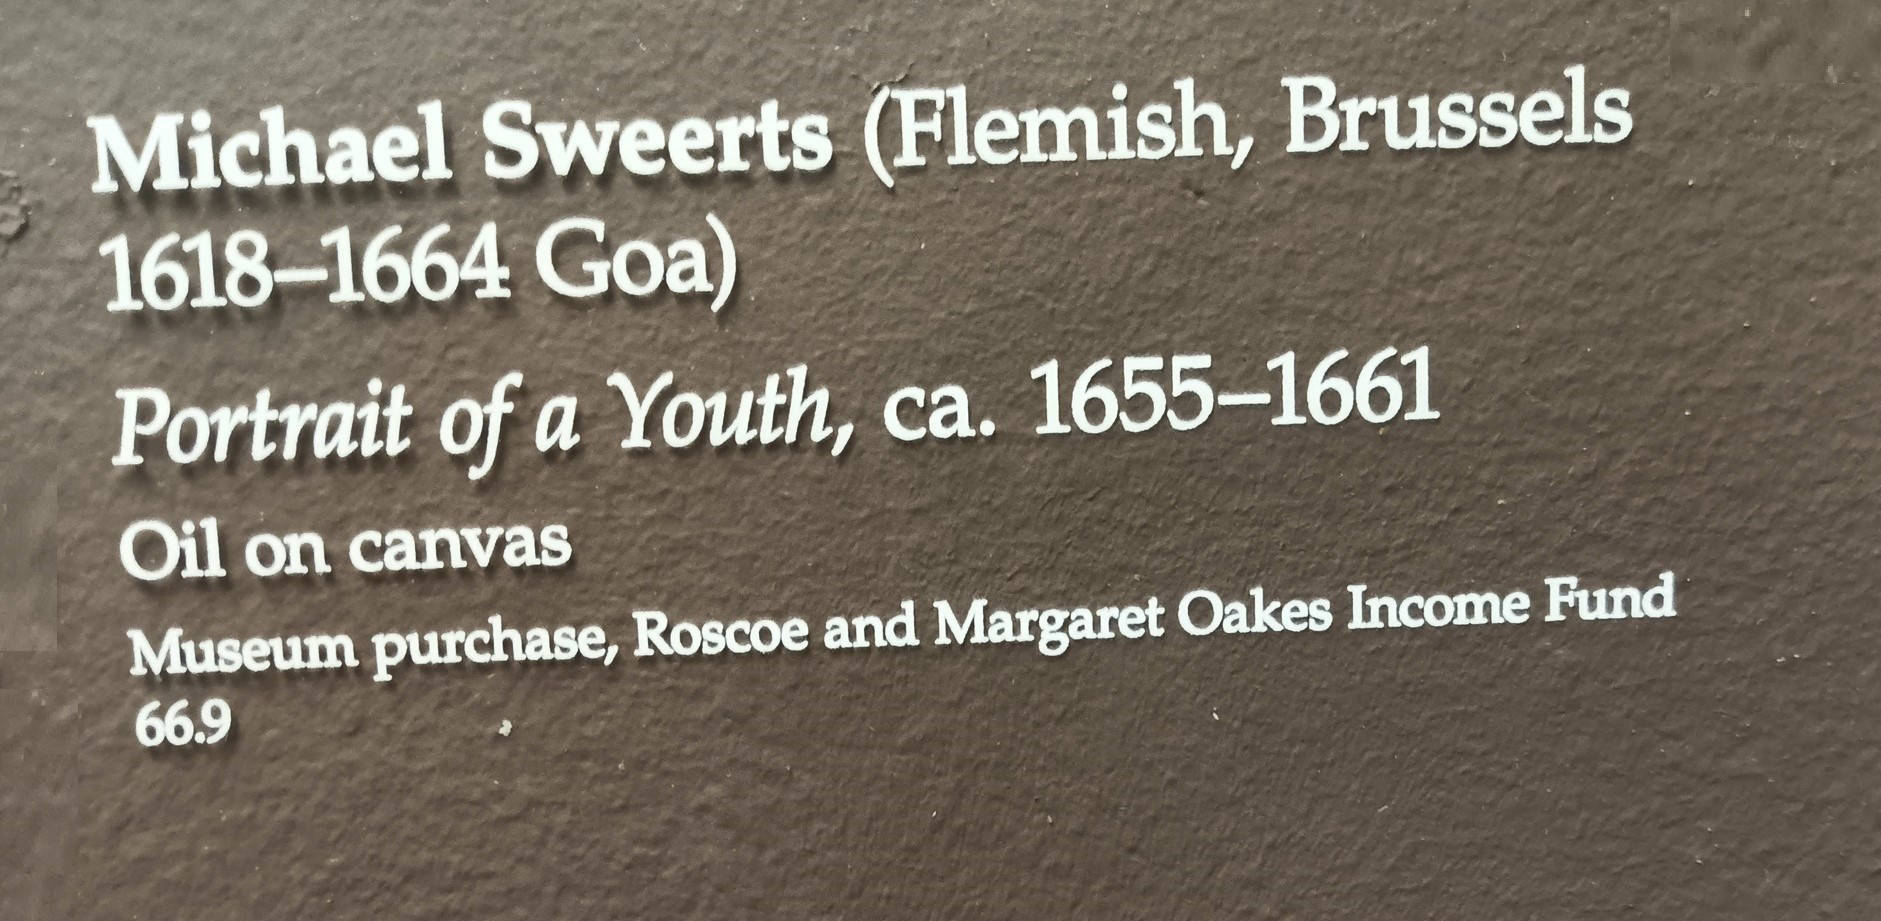 Michael Sweerts (Flemish, Brussels
1618–1664 Goa)
Portrait of a Youth, ca. 1655–1661
Oil on canvas
Museum purchase, Roscoe and Margaret Oakes Income Fund
66.9